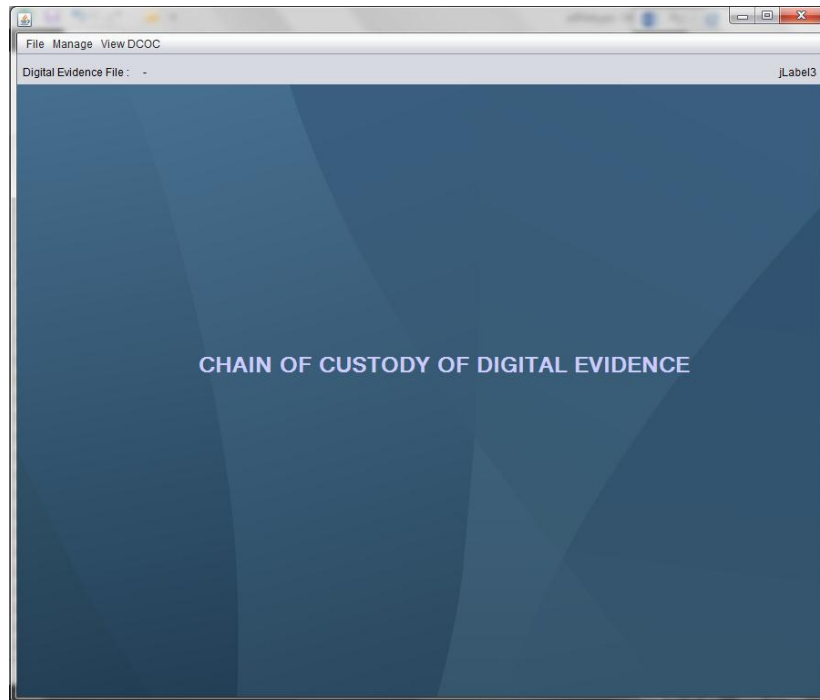 File Manage View DCOC
Digital Evidence File : - jLabel3
CHAIN OF CUSTODY OF DIGITAL EVIDENCE